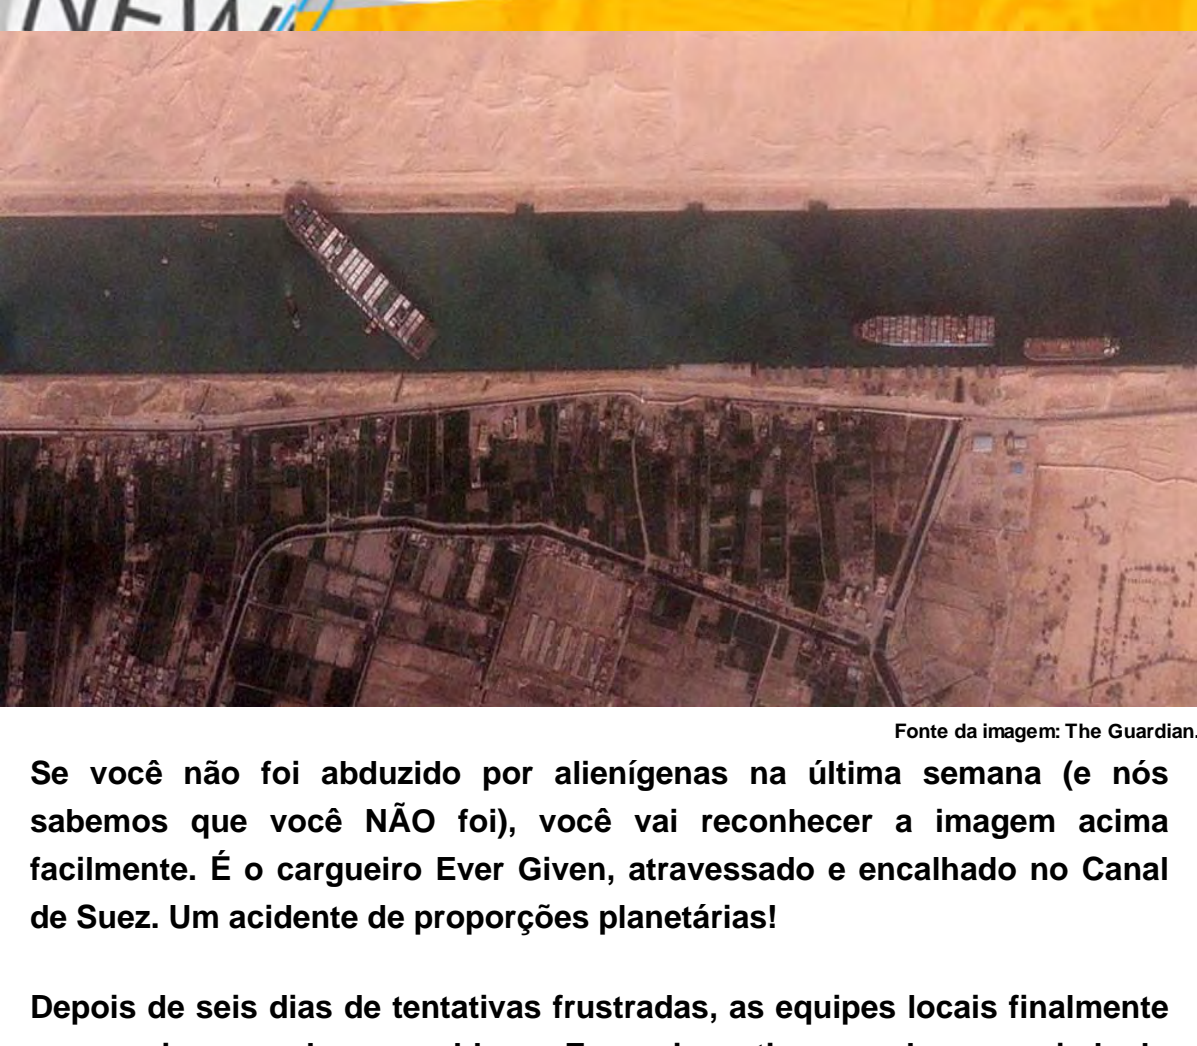 NEW
Fonte da imagem: The Guardian.
Se você não foi abduzido por alienígenas na última semana (e nós
sabemos que você NÃO foi), você vai reconhecer a imagem acima
facilmente. É o cargueiro Ever Given, atravessado e encalhado no Canal
de Suez. Um acidente de proporções planetárias!
Depois de seis dias de tentativas frustradas, as equipes locais finalmente